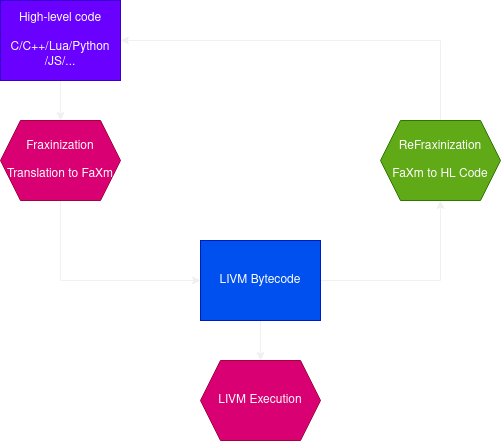 High-level code
C/C++/Lua/Python
/JS/...
Fraxinization
Translation to FaXm
ReFraxinization
FaXm to HL Code
LIVM Bytecode
LIVM Execution